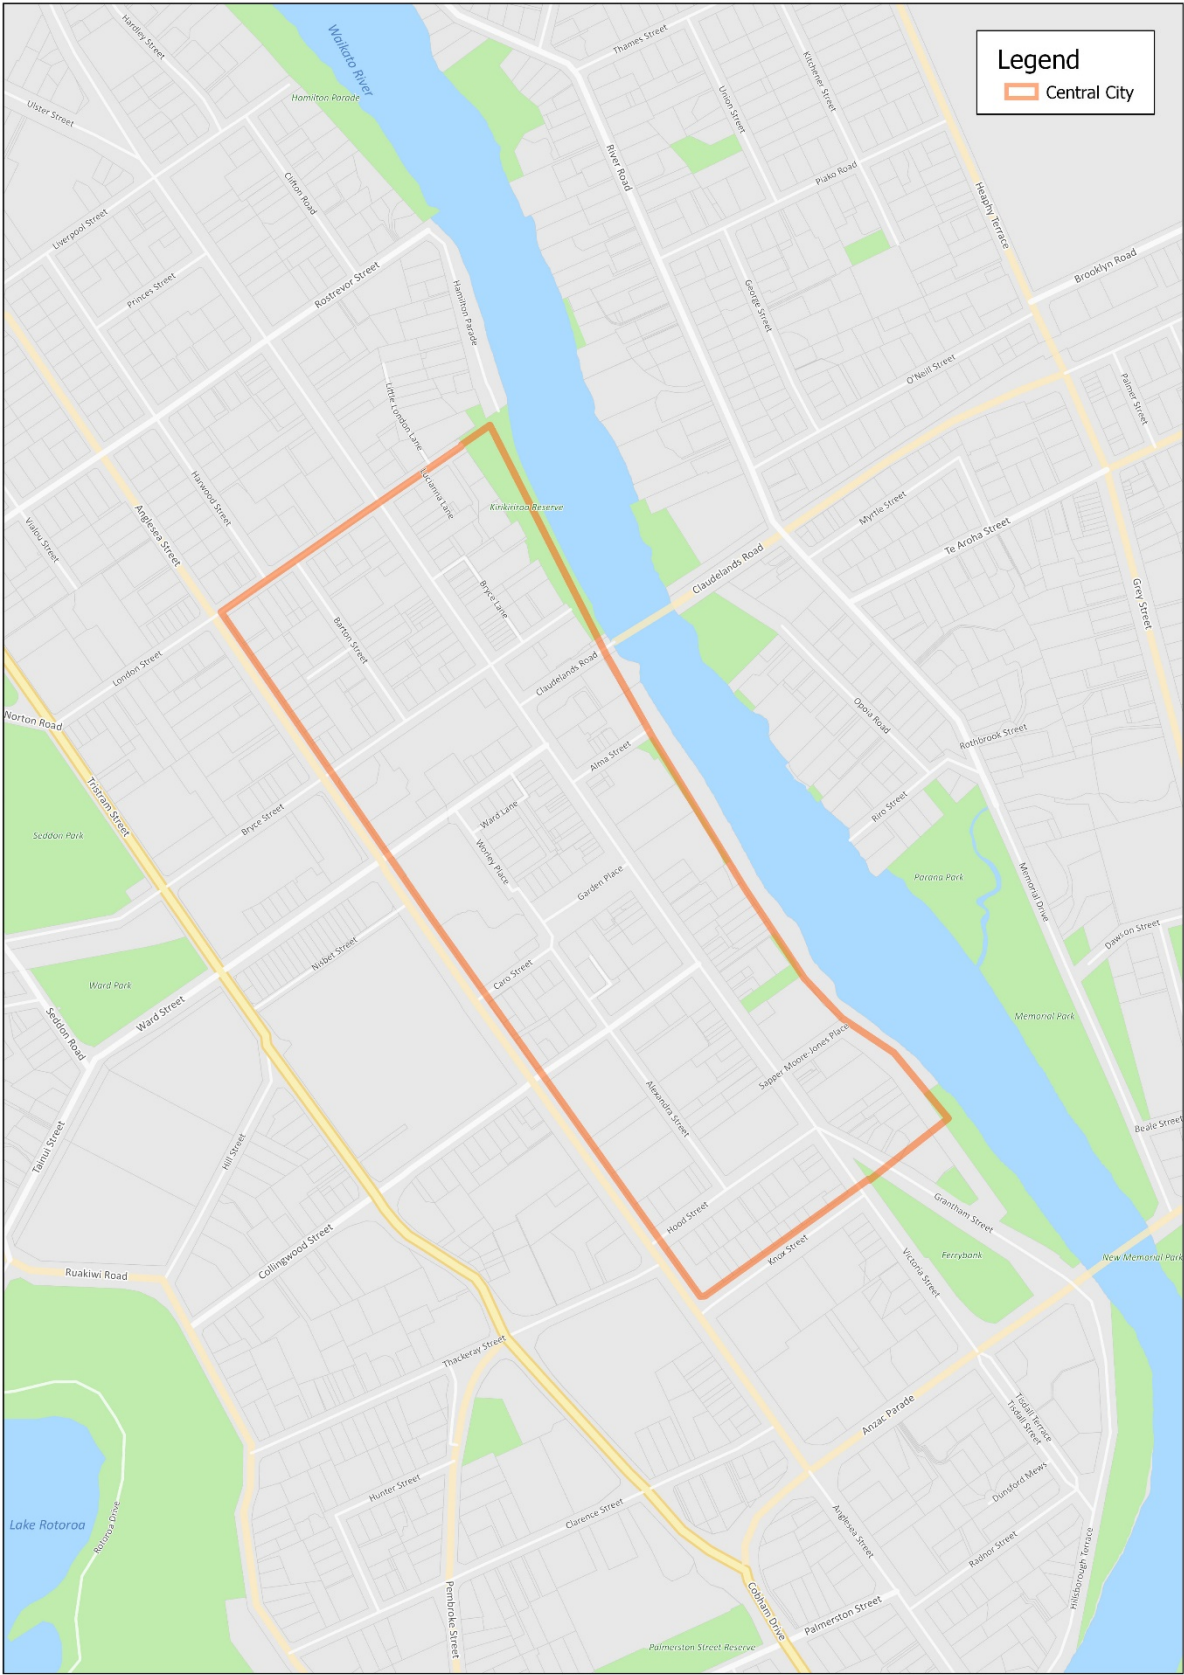 Legend
Central City
Hardley Street
Waikato River
Thames Street
Kitchener Street
Ulster Street
Hamilton Parade
Union Street
River Road
Piako Road
Clifton Road
Heaphy Terrace
Liverpool Street
Princes Street
Rostrevor Street
Brooklyn Road
Hamilton Parade
George Street
O'Neill Street
Palmer Street
Little London Lane
Harwood Street
Lucianna Lane
Anglesea Street
Kirikiriroa Reserve
Myrtle Street
Te Aroha Street
Vialou Street
Claudelands Road
Bryce Lane
Grey Street
Barton Street
London Street
Claudelands Road
Norton Road
Opoia Road
Rothbrook Street
Alma Street
Tristram Street
Bryce Street
Ward Lane
Riro Street
Seddon Park
Worley Place
Garden Place
Parana Park
Memorial Drive
Dawson Street
Nisbet Street
Caro Street
Ward Park
Ward Street
Seddon Road
Memorial Park
Sapper Moore-Jones Place
Alexandra Street
Beale Street
Tainui Street
Hill Street
Hood Street
Grantham Street
Collingwood Street
Knox Street
Victoria Street
Ferrybank
New Memorial Park
Ruakiwi Road
Thackeray Street
Anzac Parade
Tisdall Terrace
Tisdall Street
Hunter Street
Dunsford Mews
Lake Rotoroa
Rotoroa Drive
Clarence Street
Anglesea Street
Radnor Street
Hillsborough Terrace
Pembroke Street
Cobham Drive
Palmerston Street
Palmerston Street Reserve